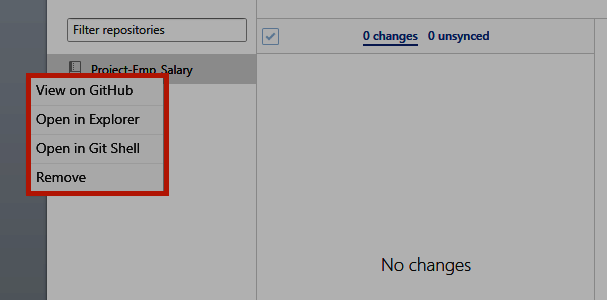 Filter repositories
0 changes 0 unsynced
Project-Emp_Salary
View on GitHub
Open in Explorer
Open in Git Shell
Remove
No changes